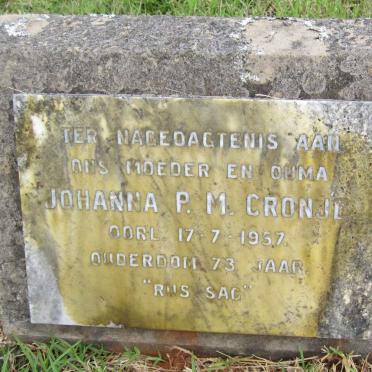 TER NAGEDAGTENIS AAN
ONS MOEDER EN OUMA
JOHANNA P. M. CRONJE
OORL. 17-7-1957.
OUDERDOM 73 JAAR
"RUS SAG"